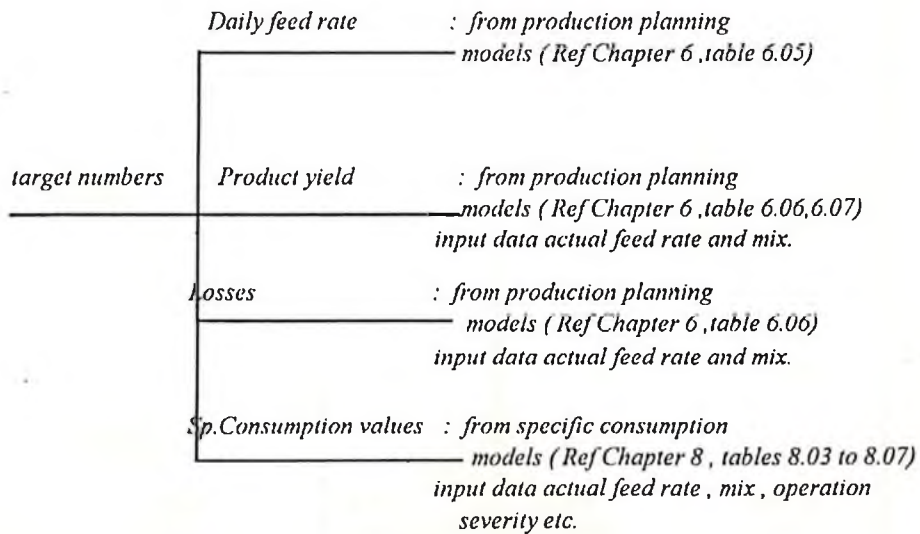 Daily feed rate : from production planning
models ( Ref Chapter 6 ,table 6.05)
target numbers Product yield : from production planning
models ( Ref Chapter 6 ,table 6.06,6.07)
input data actual feed rate and mix.
Losses : from production planning
models ( Ref Chapter 6 ,table 6.06)
input data actual feed rate and mix.
Sp.Consumption values : from specific consumption
models (Ref Chapter 8 , tables 8.03 to 8.07)
input data actual feed rate , mix , operation
severity etc.